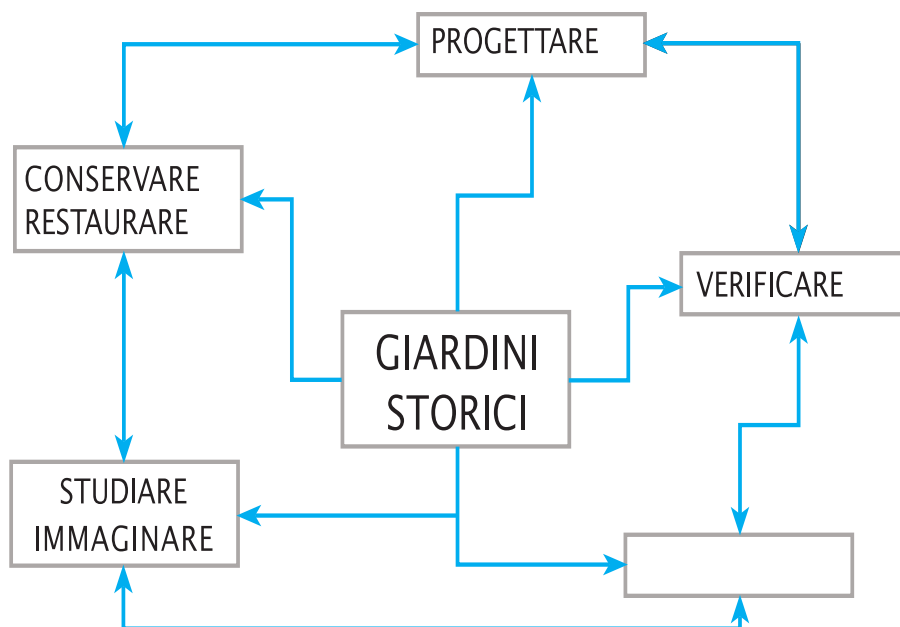 PROGETTARE
CONSERVARE
RESTAURARE
VERIFICARE
GIARDINI
STORICI
STUDIARE
IMMAGINARE